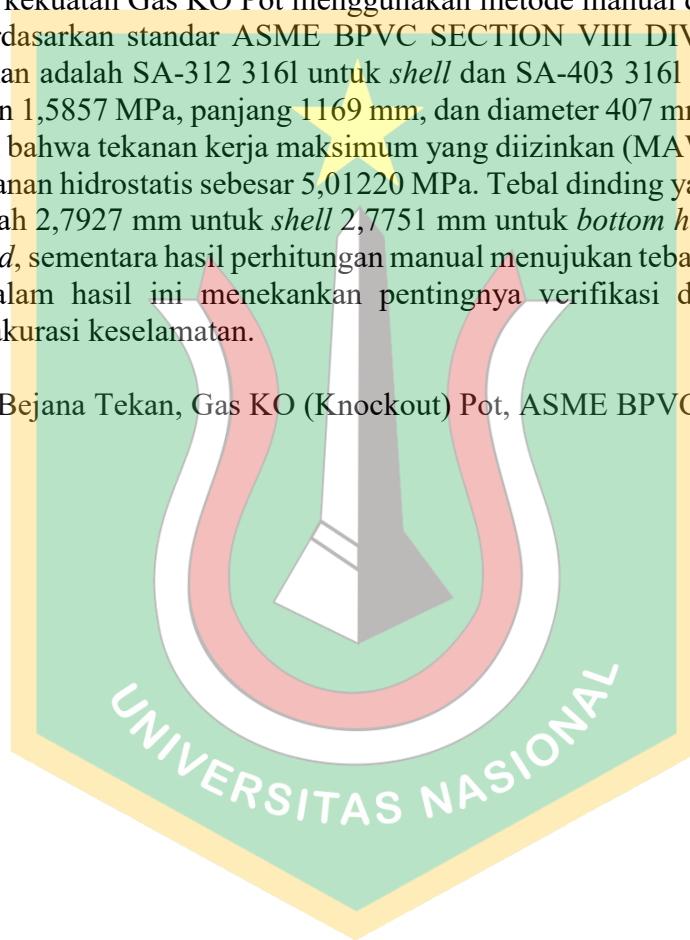 kekuatan Gas KO Pot menggunakan metode manual
dasarkan standar ASME BPVC SECTION VIII DIV
an adalah SA-312 316l untuk shell dan SA-403 316l
n 1,5857 MPa, panjang 1169 mm, dan diameter 407 mm
bahwa tekanan kerja maksimum yang diizinkan (MAV
anan hidrostatis sebesar 5,01220 MPa. Tebal dinding ya
ah 2,7927 mm untuk shell 2,7751 mm untuk bottom h
d, sementara hasil perhitungan manual menujukan teba
alam hasil ini menekankan pentingnya verifikasi d
akurasi keselamatan.
Bejana Tekan, Gas KO (Knockout) Pot, ASME BPVC
UNIVERSITAS NASIONAL